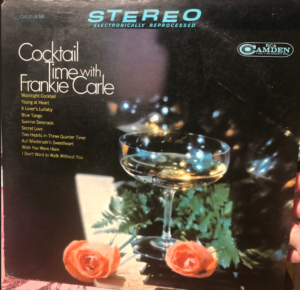 STEREO
ELECTRONICALLY REPROCESSED
CAMDEN
Cocktail
Time with
Frankie Carle
Moonlight Cocktail
Young at Heart
A Lover's Lullaby
Blue Tango
Sunrise Serenade
Secret Love
Two Hearts in Three Quarter Time
Auf Wiederseh'n Sweetheart
Wish You Were Here
I Don't Want to Walk Without You